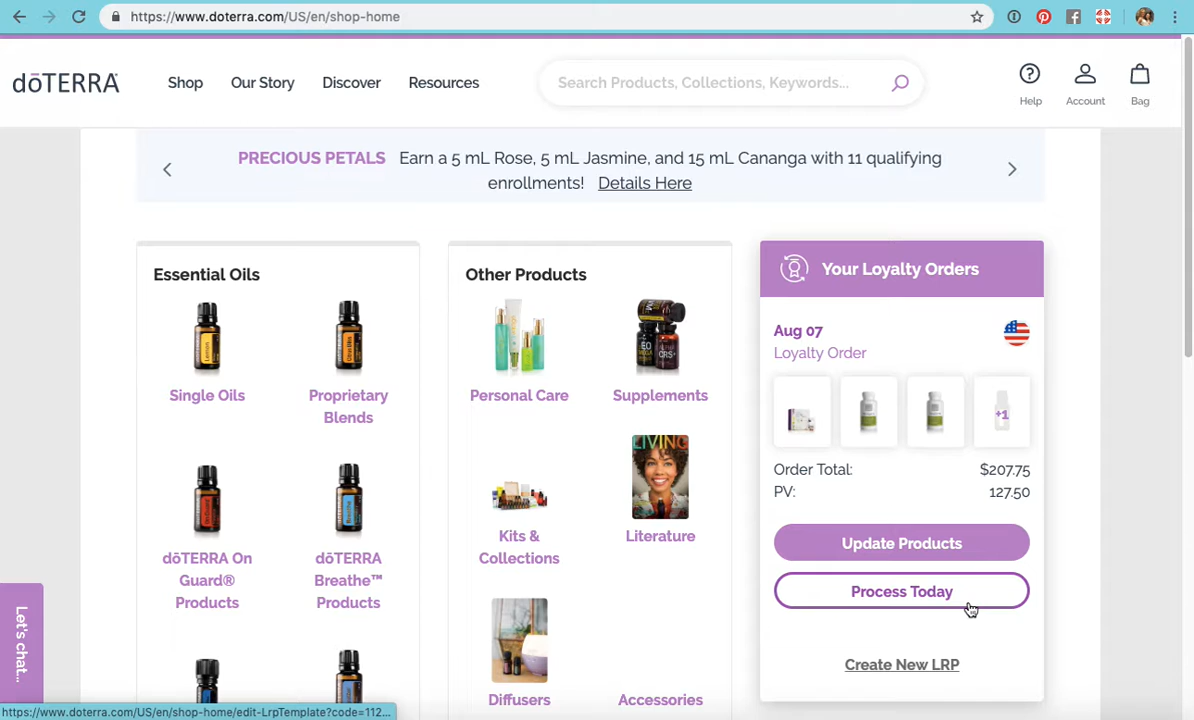 https://www.doterra.com/US/en/shop-home
dōTERRA
Shop
Our Story
Discover
Resources
Search Products, Collections, Keywords...
Help
Account
Bag
PRECIOUS PETALS Earn a 5 mL Rose, 5 mL Jasmine, and 15 mL Cananga with 11 qualifying
enrollments! Details Here
Essential Oils
Lemon
Single Oils
Proprietary
Blends
dōTERRA On
Guard®
Products
Breathe
dōTERRA
Breathe™
Products
Other Products
Personal Care
Supplements
Kits &
Collections
LIVING
Literature
Diffusers
Accessories
Your Loyalty Orders
Aug 07
Loyalty Order
+1
Order Total: $207.75
PV: 127.50
Update Products
Process Today
Create New LRP
Let's chat...
https://www.doterra.com/US/en/shop-home/edit-LrpTemplate?code=112...